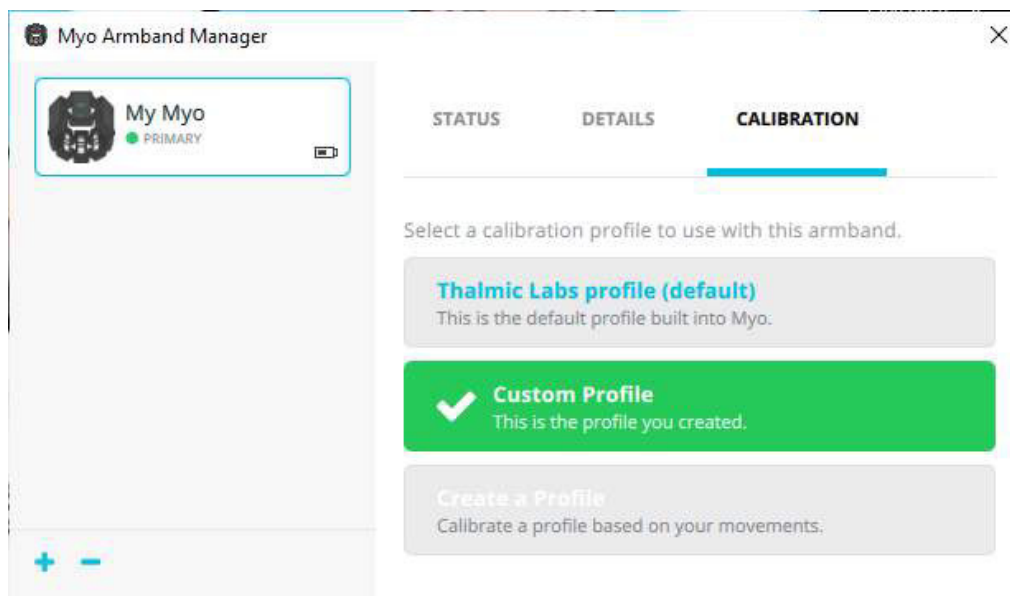 Myo Armband Manager
My Myo
PRIMARY
STATUS DETAILS CALIBRATION
Select a calibration profile to use with this armband.
Thalmic Labs profile (default)
This is the default profile built into Myo.
Custom Profile
This is the profile you created.
Create a Profile
Calibrate a profile based on your movements.